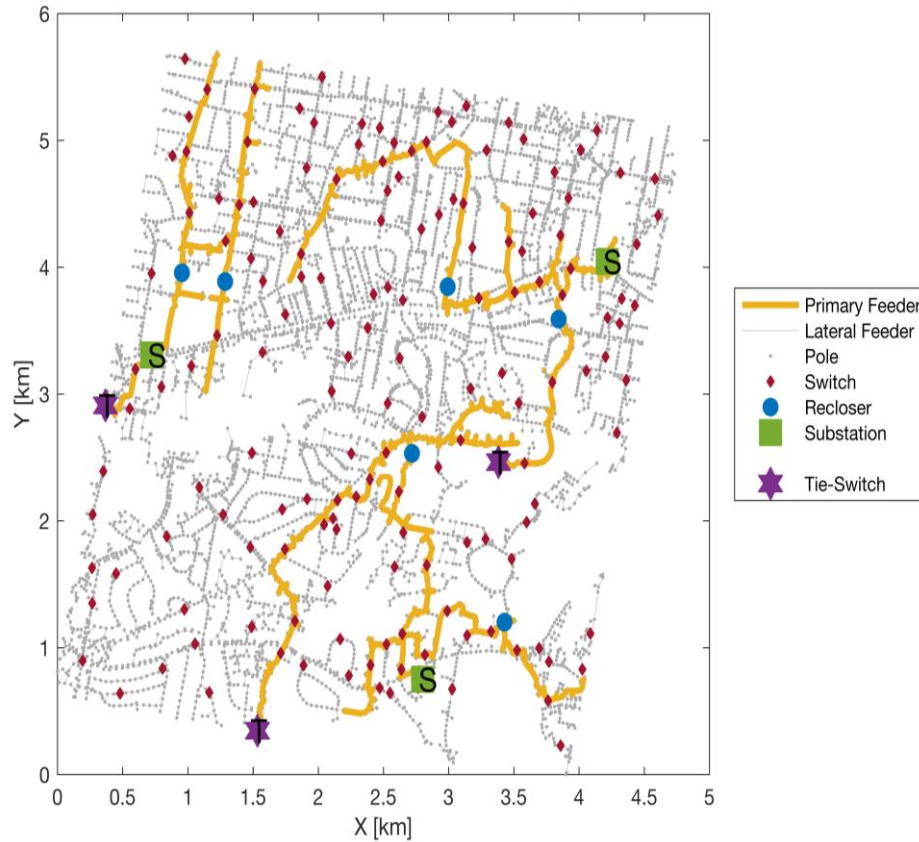 6
5
4
3
2
1
0
Y [km]
0
0.5
1
1.5
2
2.5
3
3.5
4
4.5
5
X [km]
S
S
S
T
T
T
Primary Feeder
Lateral Feeder
Pole
Switch
Recloser
Substation
Tie-Switch